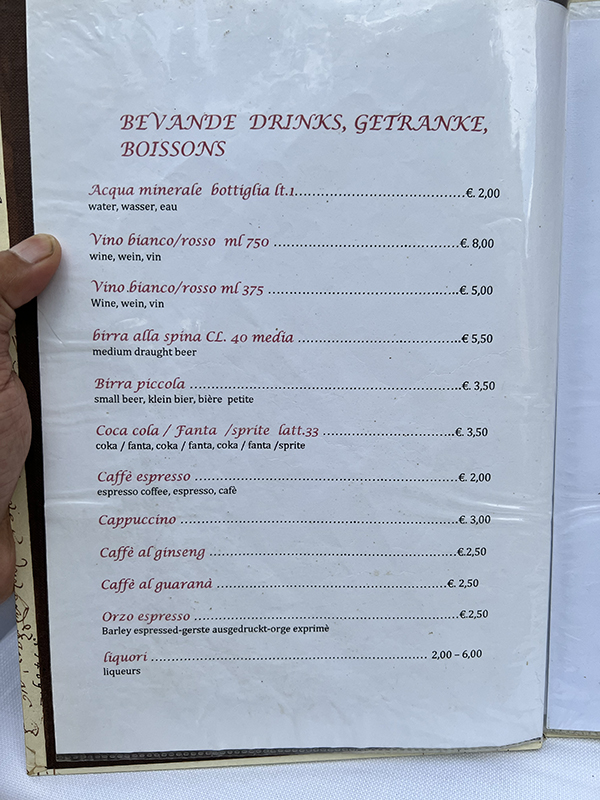 BEVANDE DRINKS, GETRANKE,
BOISSONS
Acqua minerale bottiglia lt.1.................................€. 2,00
water, wasser, eau
Vino bianco/rosso ml 750 .....................................€. 8,00
wine, wein, vin
Vino.bianco/rosso ml 375 .......................................€. 5,00
Wine, wein, vin
birra alla spina CL. 40 media .................................€ 5,50
medium draught beer
Birra piccola ......................................................€. 3,50
small beer, klein bier, bière petite
Coca cola / Fanta /sprite latt.33 ...........................€. 3,50
coka / fanta, coka / fanta, coka / fanta /sprite
Caffè espresso .....................................................€. 2,00
espresso coffee, espresso, cafè
Cappuccino ........................................................€. 3,00
Caffè al ginseng ..................................................€.2,50
Caffè al guaranà ..............................................€. 2,50
Orzo espresso .....................................................€.2,50
Barley espressed-gerste ausgedruckt-orge exprimè
liquori ....................................................... 2,00 – 6,00
liqueurs